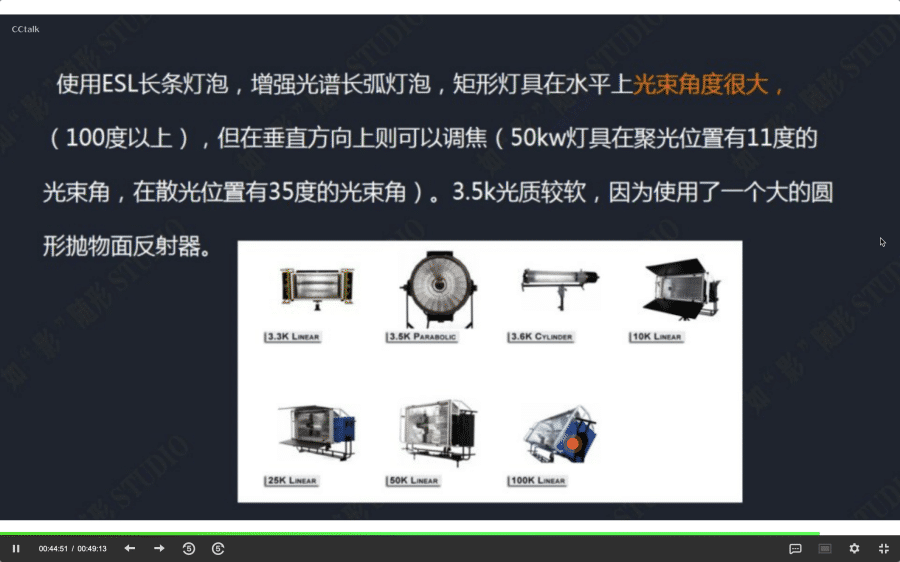 CCtalk
使用ESL长条灯泡，增强光谱长弧灯泡，矩形灯具在水平上光束角度很大，
（100度以上），但在垂直方向上则可以调焦（50kw灯具在聚光位置有11度的
光束角，在散光位置有35度的光束角）。3.5k光质较软，因为使用了一个大的圆
形抛物面反射器。
3.3K LINEAR
3.5K PARABOLIC
3.6K CYLINDER
10K LINEAR
25K LINEAR
50K LINEAR
100K LINEAR
00:44:51 / 00:49:13
5
5